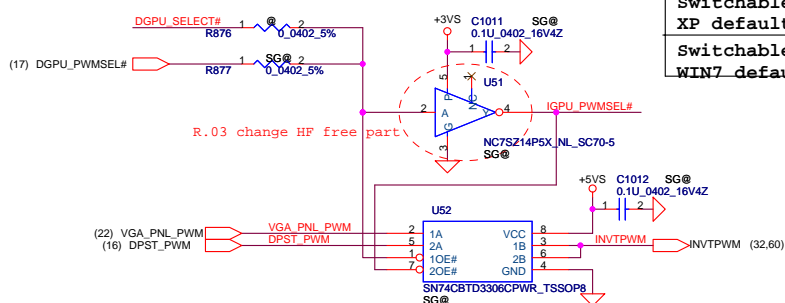 Switchable
XP default
Switchable
WIN7 defau
DGPU_SELECT#
1
@
2
R876
0_0402_5%
+3VS
C1011
SG@
0.1U_0402_16V4Z
1
2
(17) DGPU_PWMSEL#
1
SG@
2
R877
0_0402_5%
5
1
U51
P
NC
2
A
Y
4
IGPU_PWMSEL#
G
3
R.03 change HF free part
NC7SZ14P5X_NL_SC70-5
SG@
+5VS
C1012
SG@
0.1U_0402_16V4Z
1
2
U52
(22) VGA_PNL_PWM
VGA_PNL_PWM
2
1A
VCC
8
(16) DPST_PWM
DPST_PWM
5
2A
1B
3
INVTPWM
INVTPWM (32,60)
1
1OE#
2B
6
7
2OE#
GND
4
SN74CBTD3306CPWR_TSSOP8
SG@